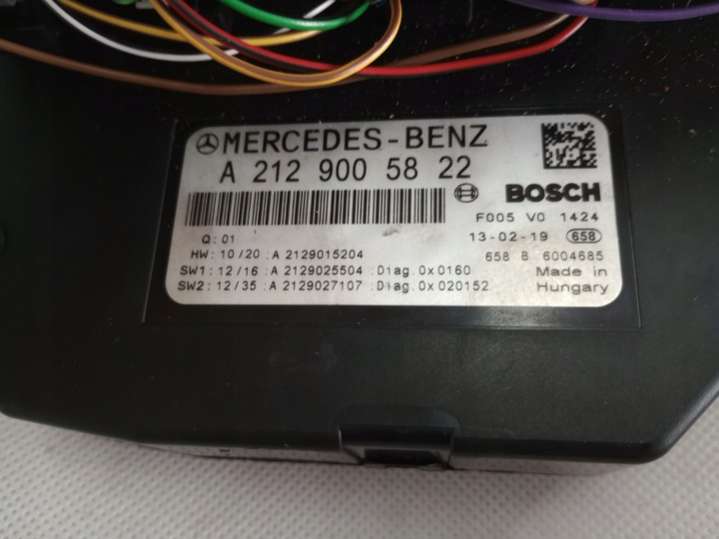 MERCEDES-BENZ
A 212 900 58 22
BOSCH
F005 V0 1424
Q: 01
13-02-19 658
HW: 10/20 :A 2129015204
658 8 6004685
SW1: 12/16 :A 2129025504 :Diag.0x0160
Made in
SW2: 12/35 :A 2129027107 :Diag.0x020152
Hungary